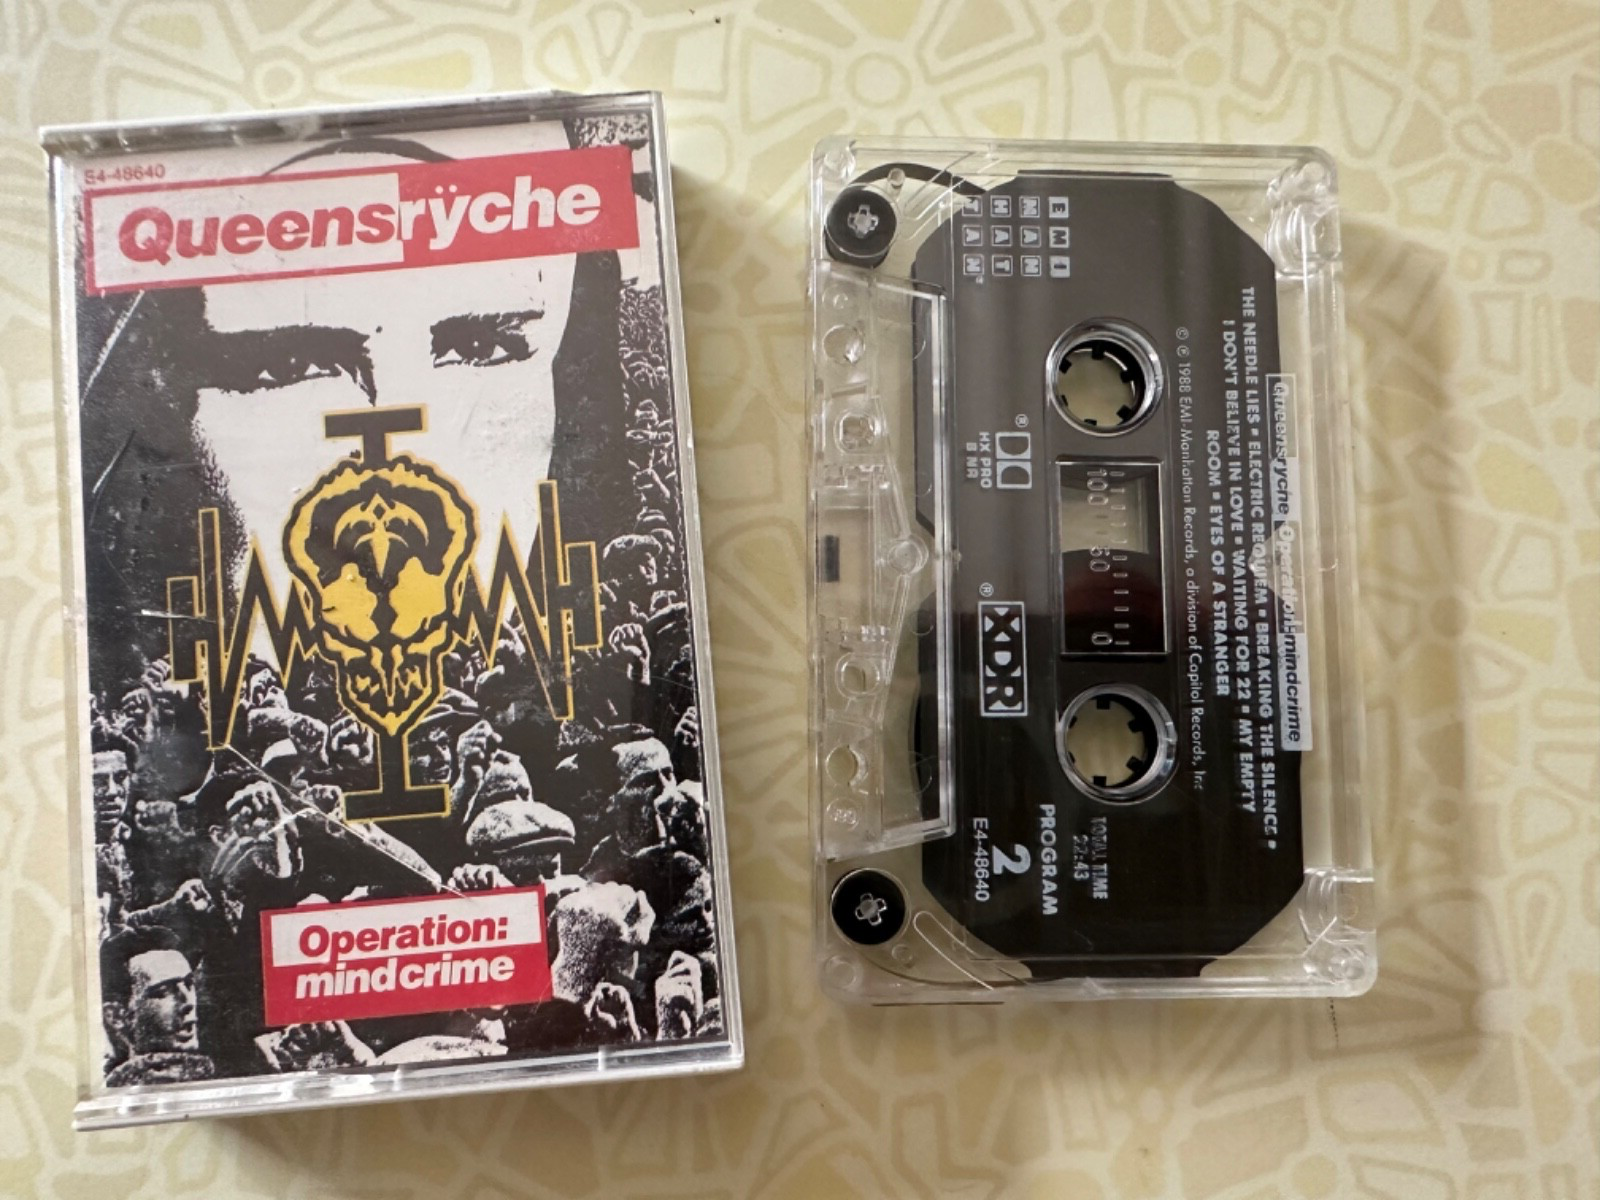 E4-48640
Queensrÿche
Operation:
mindcrime
Queensrÿche Operation:mindcrime
THE NEEDLE LIES ▪ ELECTRIC REQUIEM ▪ BREAKING THE SILENCE ▪
I DON'T BELIEVE IN LOVE ▪ WAITING FOR 22 ▪ MY EMPTY
ROOM ▪ EYES OF A STRANGER
© ℗ 1988 EMI-Manhattan Records, a division of Capitol Records, Inc.
EMI
MAN
HAT
TAN®
100 50 0
TOTAL TIME
22:43
PROGRAM
2
E4-48640
®
HX PRO
B NR
®
XDR